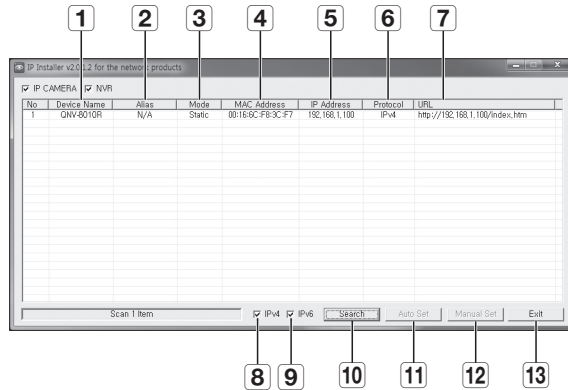 1 2 3 4 5 6 7
IP Installer v2.0.1.2 for the network products
IP CAMERA NVR
No Device Name Alias Mode MAC Address IP Address Protocol URL
1 QNV-8010R N/A Static 00:16:6C:F8:3C:F7 192,168,1,100 IPv4 http://192,168,1,100/index,htm
Scan 1 Item IPv4 IPv6 Search Auto Set Manual Set Exit
8 9 10 11 12 13